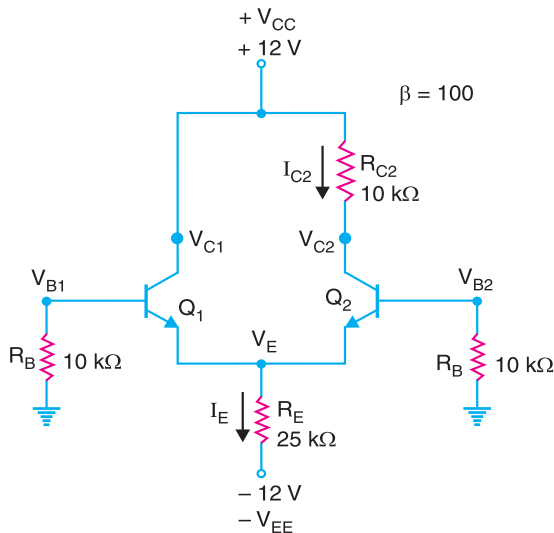 + V_CC
+ 12 V
β = 100
I_C2
R_C2
10 kΩ
V_C1
V_C2
V_B1
V_B2
Q_1
Q_2
R_B
10 kΩ
V_E
R_B
10 kΩ
I_E
R_E
25 kΩ
– 12 V
– V_EE